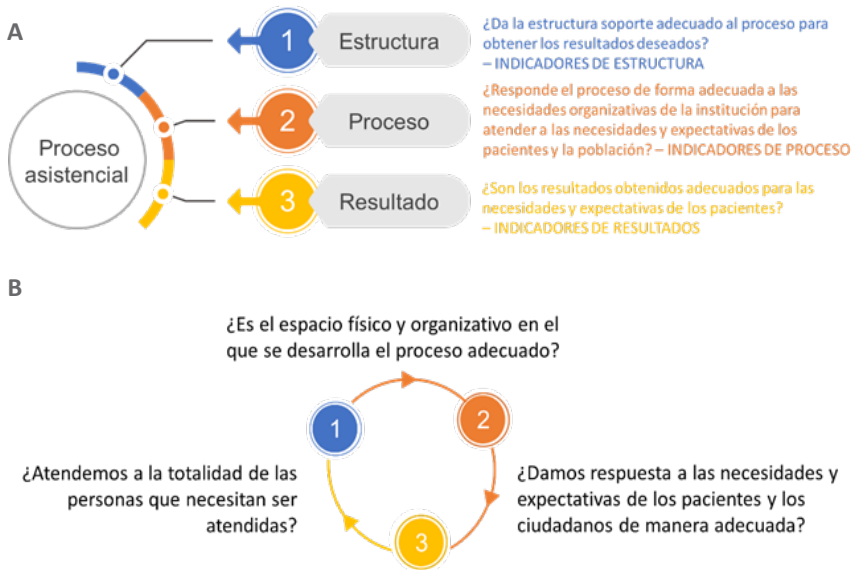 A
Proceso
asistencial
1
Estructura
¿Da la estructura soporte adecuado al proceso para
obtener los resultados deseados?
– INDICADORES DE ESTRUCTURA
2
Proceso
¿Responde el proceso de forma adecuada a las
necesidades organizativas de la institución para
atender a las necesidades y expectativas de los
pacientes y la población? – INDICADORES DE PROCESO
3
Resultado
¿Son los resultados obtenidos adecuados para las
necesidades y expectativas de los pacientes?
– INDICADORES DE RESULTADOS
B
¿Es el espacio físico y organizativo en el
que se desarrolla el proceso adecuado?
1
2
¿Atendemos a la totalidad de las
personas que necesitan ser
atendidas?
¿Damos respuesta a las necesidades y
expectativas de los pacientes y los
ciudadanos de manera adecuada?
3